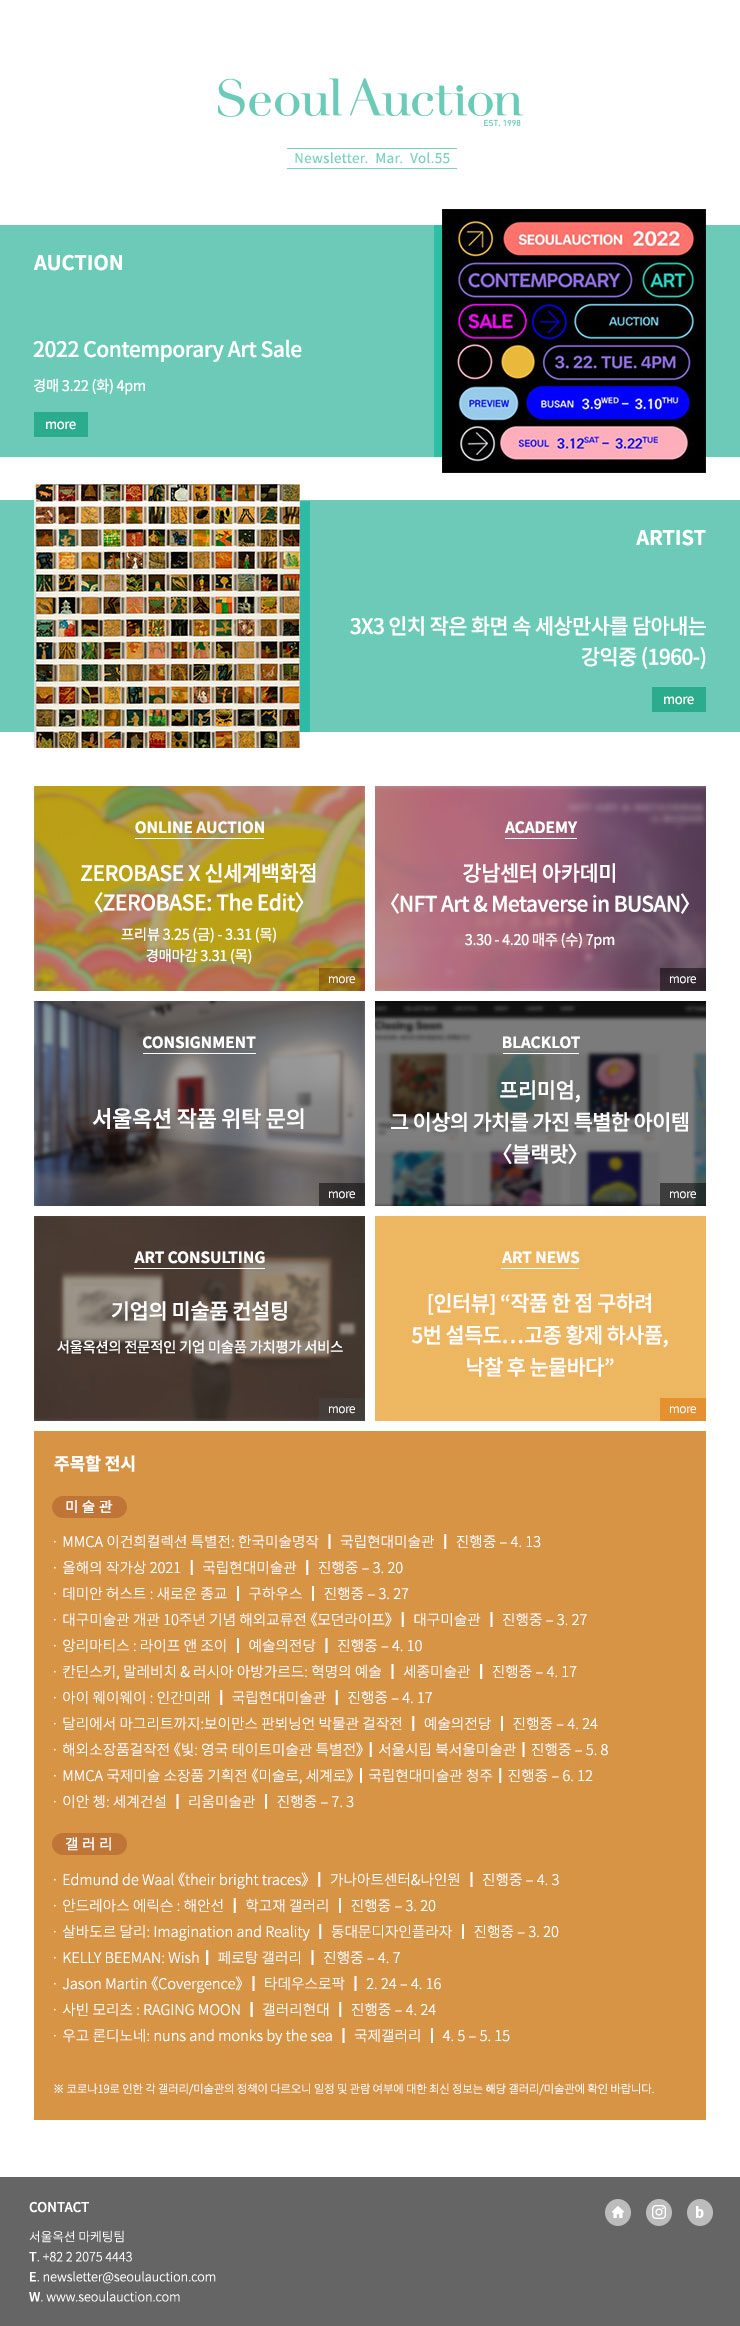 Seoul Auction
EST. 1998
Newsletter. Mar. Vol.55
AUCTION
2022 Contemporary Art Sale
경매 3.22 (화) 4pm
more
SEOULAUCTION 2022
CONTEMPORARY ART
SALE AUCTION
3. 22. TUE. 4PM
PREVIEW BUSAN 3.9WED – 3.10THU
SEOUL 3.12SAT – 3.22TUE
ARTIST
3X3 인치 작은 화면 속 세상만사를 담아내는
강익중 (1960-)
more
ONLINE AUCTION
ZEROBASE X 신세계백화점
〈ZEROBASE: The Edit〉
프리뷰 3.25 (금) - 3.31 (목)
경매마감 3.31 (목)
more
ACADEMY
강남센터 아카데미
〈NFT Art & Metaverse in BUSAN〉
3.30 - 4.20 매주 (수) 7pm
more
CONSIGNMENT
서울옥션 작품 위탁 문의
more
Closing Soon
BLACKLOT
프리미엄,
그 이상의 가치를 가진 특별한 아이템
〈블랙랏〉
more
ART CONSULTING
기업의 미술품 컨설팅
서울옥션의 전문적인 기업 미술품 가치평가 서비스
more
ART NEWS
[인터뷰] “작품 한 점 구하려
5번 설득도…고종 황제 하사품,
낙찰 후 눈물바다”
more
주목할 전시
미 술 관
· MMCA 이건희컬렉션 특별전: 한국미술명작 | 국립현대미술관 | 진행중 – 4. 13
· 올해의 작가상 2021 | 국립현대미술관 | 진행중 – 3. 20
· 데미안 허스트 : 새로운 종교 | 구하우스 | 진행중 – 3. 27
· 대구미술관 개관 10주년 기념 해외교류전 《모던라이프》 | 대구미술관 | 진행중 – 3. 27
· 앙리마티스 : 라이프 앤 조이 | 예술의전당 | 진행중 – 4. 10
· 칸딘스키, 말레비치 & 러시아 아방가르드: 혁명의 예술 | 세종미술관 | 진행중 – 4. 17
· 아이 웨이웨이 : 인간미래 | 국립현대미술관 | 진행중 – 4. 17
· 달리에서 마그리트까지:보이만스 판뵈닝언 박물관 걸작전 | 예술의전당 | 진행중 – 4. 24
· 해외소장품걸작전 《빛: 영국 테이트미술관 특별전》 | 서울시립 북서울미술관 | 진행중 – 5. 8
· MMCA 국제미술 소장품 기획전 《미술로, 세계로》 | 국립현대미술관 청주 | 진행중 – 6. 12
· 이안 쳉: 세계건설 | 리움미술관 | 진행중 – 7. 3
갤 러 리
· Edmund de Waal 《their bright traces》 | 가나아트센터&나인원 | 진행중 – 4. 3
· 안드레아스 에릭슨 : 해안선 | 학고재 갤러리 | 진행중 – 3. 20
· 살바도르 달리: Imagination and Reality | 동대문디자인플라자 | 진행중 – 3. 20
· KELLY BEEMAN: Wish | 페로탕 갤러리 | 진행중 – 4. 7
· Jason Martin 《Covergence》 | 타데우스로팍 | 2. 24 – 4. 16
· 사빈 모리츠 : RAGING MOON | 갤러리현대 | 진행중 – 4. 24
· 우고 론디노네: nuns and monks by the sea | 국제갤러리 | 4. 5 – 5. 15
※ 코로나19로 인한 각 갤러리/미술관의 정책이 다르오니 일정 및 관람 여부에 대한 최신 정보는 해당 갤러리/미술관에 확인 바랍니다.
CONTACT
서울옥션 마케팅팀
T. +82 2 2075 4443
E. newsletter@seoulauction.com
W. www.seoulauction.com
b